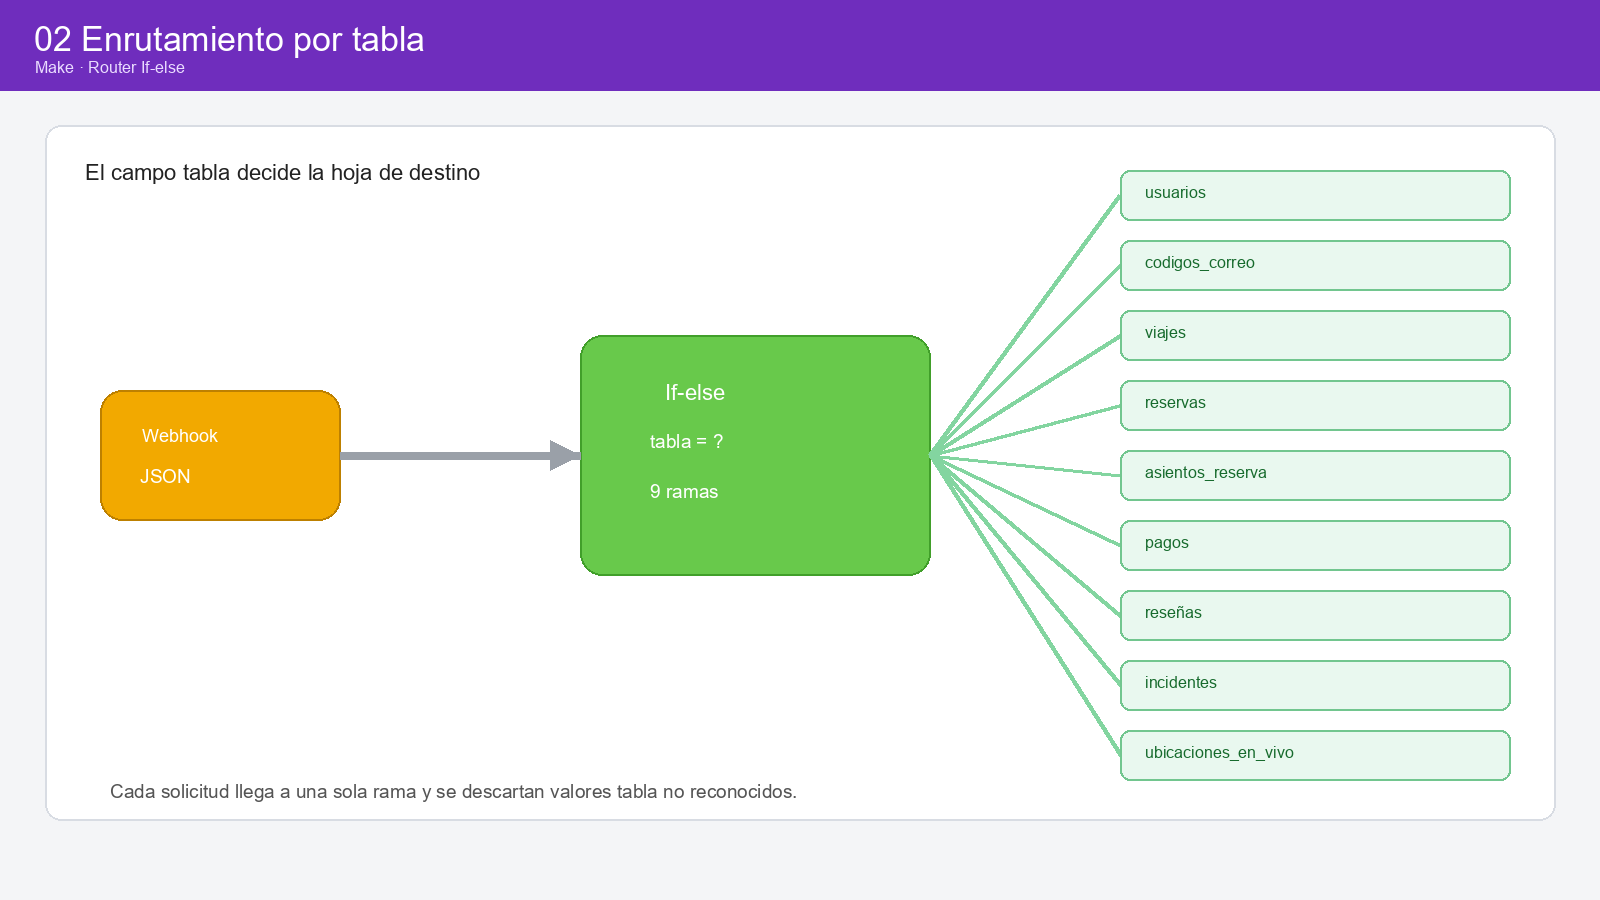 02 Enrutamiento por tabla
Make · Router If-else
El campo tabla decide la hoja de destino
Webhook
JSON
If-else
tabla = ?
9 ramas
usuarios
codigos_correo
viajes
reservas
asientos_reserva
pagos
reseñas
incidentes
ubicaciones_en_vivo
Cada solicitud llega a una sola rama y se descartan valores tabla no reconocidos.